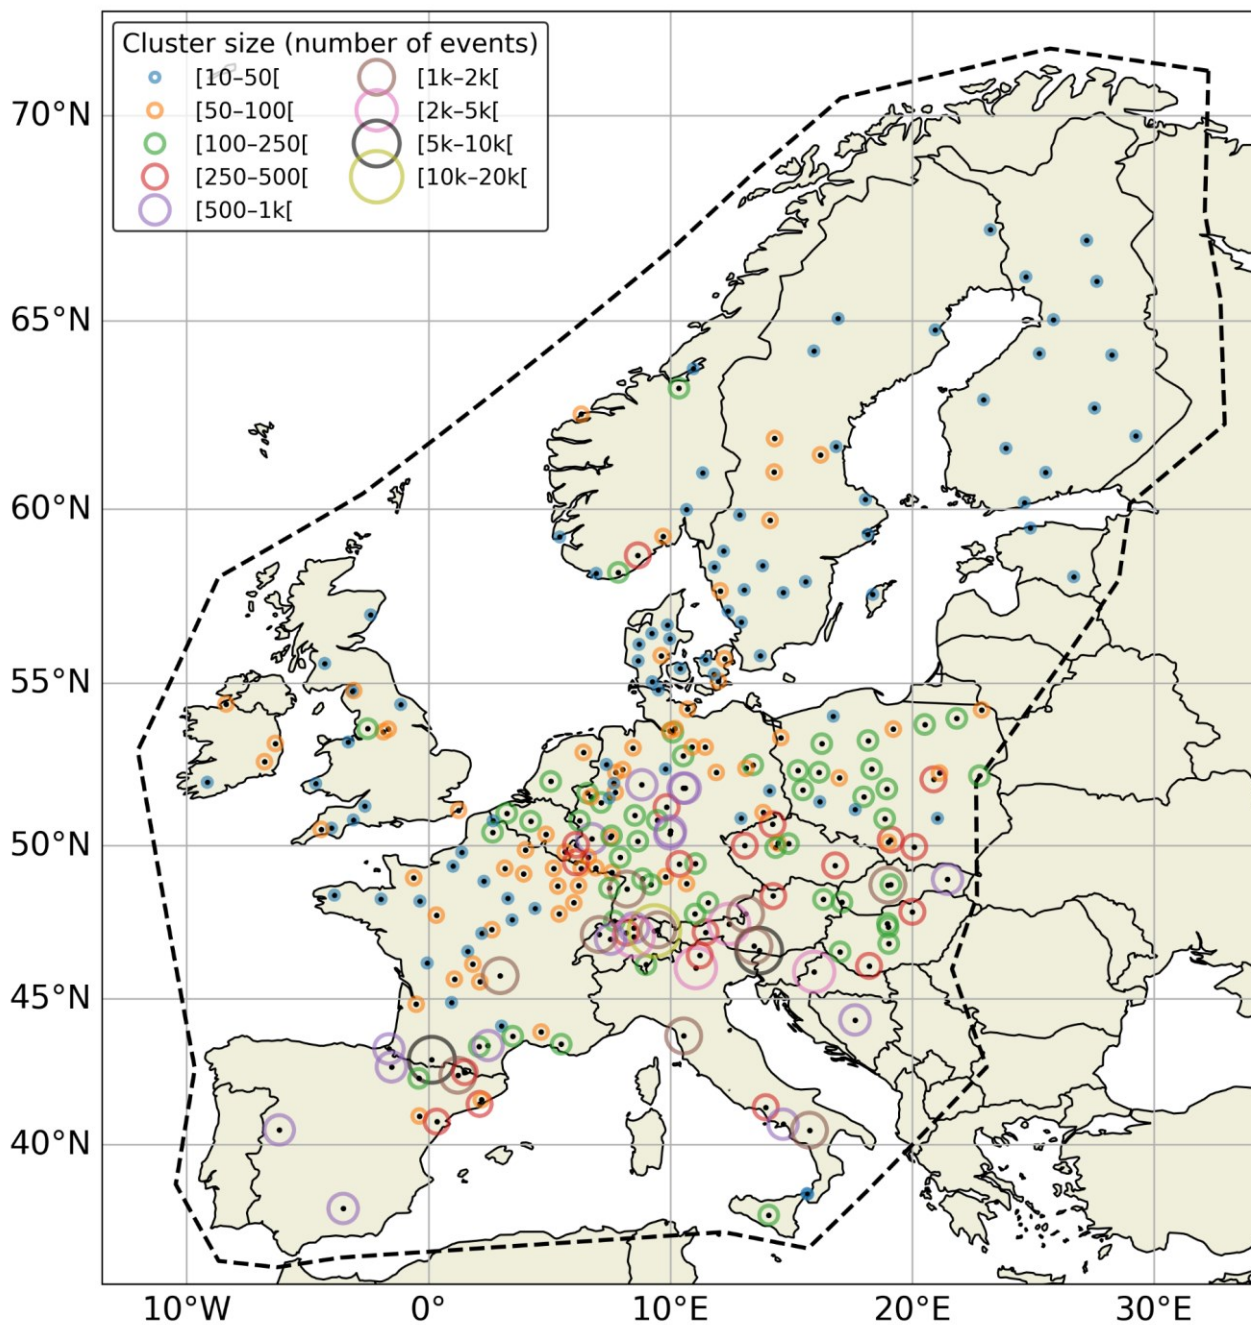 Cluster size (number of events)
[10–50[
[50–100[
[100–250[
[250–500[
[500–1k[
[1k–2k[
[2k–5k[
[5k–10k[
[10k–20k[
70°N
65°N
60°N
55°N
50°N
45°N
40°N
10°W 0° 10°E 20°E 30°E